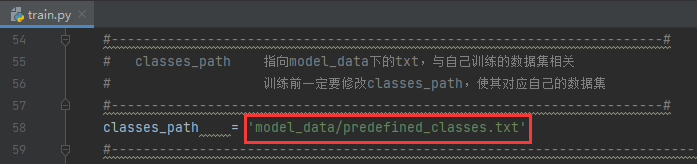 train.py
54 #---------------------------------------------------------------------#
55 # classes_path 指向model_data下的txt，与自己训练的数据集相关
56 # 训练前一定要修改classes_path，使其对应自己的数据集
57 #---------------------------------------------------------------------#
58 classes_path = 'model_data/predefined_classes.txt'
59 #---------------------------------------------------------------------